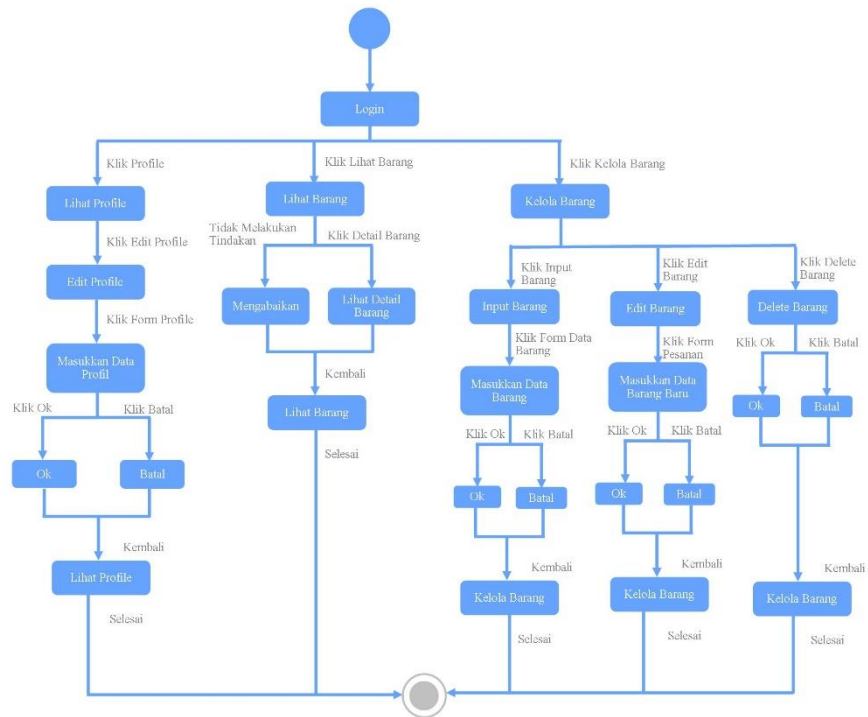 Login
Klik Profile
Klik Lihat Barang
Klik Kelola Barang
Lihat Profile
Lihat Barang
Kelola Barang
Klik Edit Profile
Tidak Melakukan
Tindakan
Klik Detail Barang
Klik Input
Barang
Klik Edit
Barang
Klik Delete
Barang
Edit Profile
Mengabaikan
Lihat Detail
Barang
Input Barang
Edit Barang
Delete Barang
Klik Form Profile
Klik Form Data
Barang
Klik Form
Pesanan
Klik Ok
Klik Batal
Masukkan Data
Profil
Kembali
Masukkan Data
Barang
Masukkan Data
Barang Baru
Ok
Batal
Klik Ok
Klik Batal
Lihat Barang
Klik Ok
Klik Batal
Klik Ok
Klik Batal
Ok
Batal
Selesai
Ok
Batal
Ok
Batal
Kembali
Kembali
Kembali
Kembali
Lihat Profile
Kelola Barang
Kelola Barang
Kelola Barang
Selesai
Selesai
Selesai
Selesai